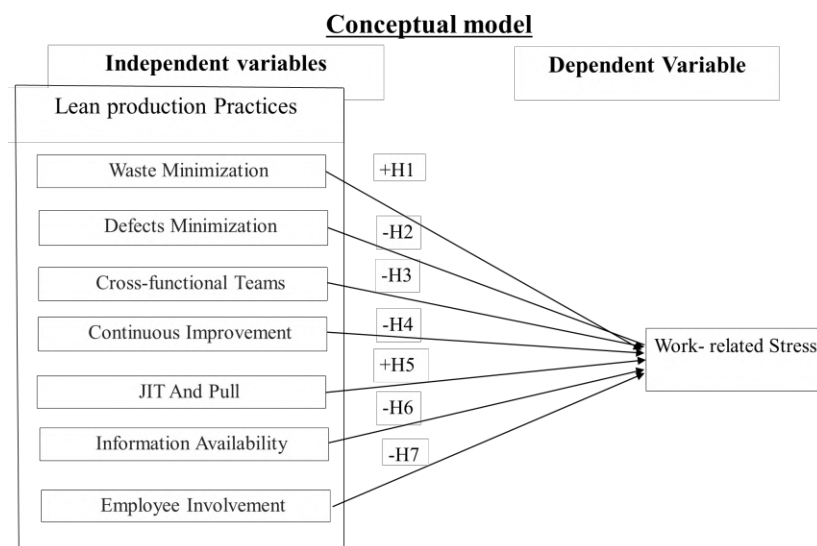 Conceptual model
Independent variables
Dependent Variable
Lean production Practices
Waste Minimization
+H1
Defects Minimization
-H2
Cross-functional Teams
-H3
Continuous Improvement
-H4
+H5
Work- related Stress
JIT And Pull
-H6
Information Availability
-H7
Employee Involvement